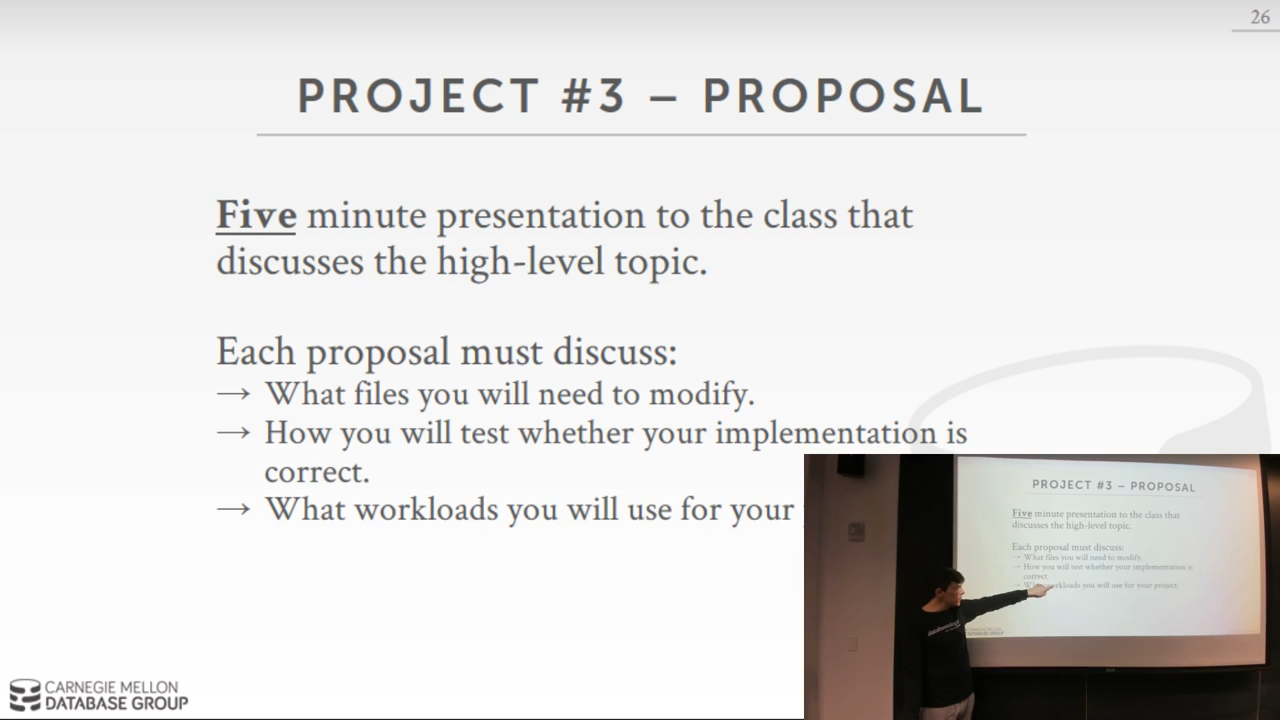 26
PROJECT #3 – PROPOSAL
Five minute presentation to the class that
discusses the high-level topic.
Each proposal must discuss:
→ What files you will need to modify.
→ How you will test whether your implementation is
correct.
→ What workloads you will use for your
PROJECT #3 – PROPOSAL
Five minute presentation to the class that
discusses the high-level topic.
Each proposal must discuss:
→ What files you will need to modify.
→ How you will test whether your implementation is
correct.
→ workloads you will use for your project.
CARNEGIE MELLON
DATABASE GROUP